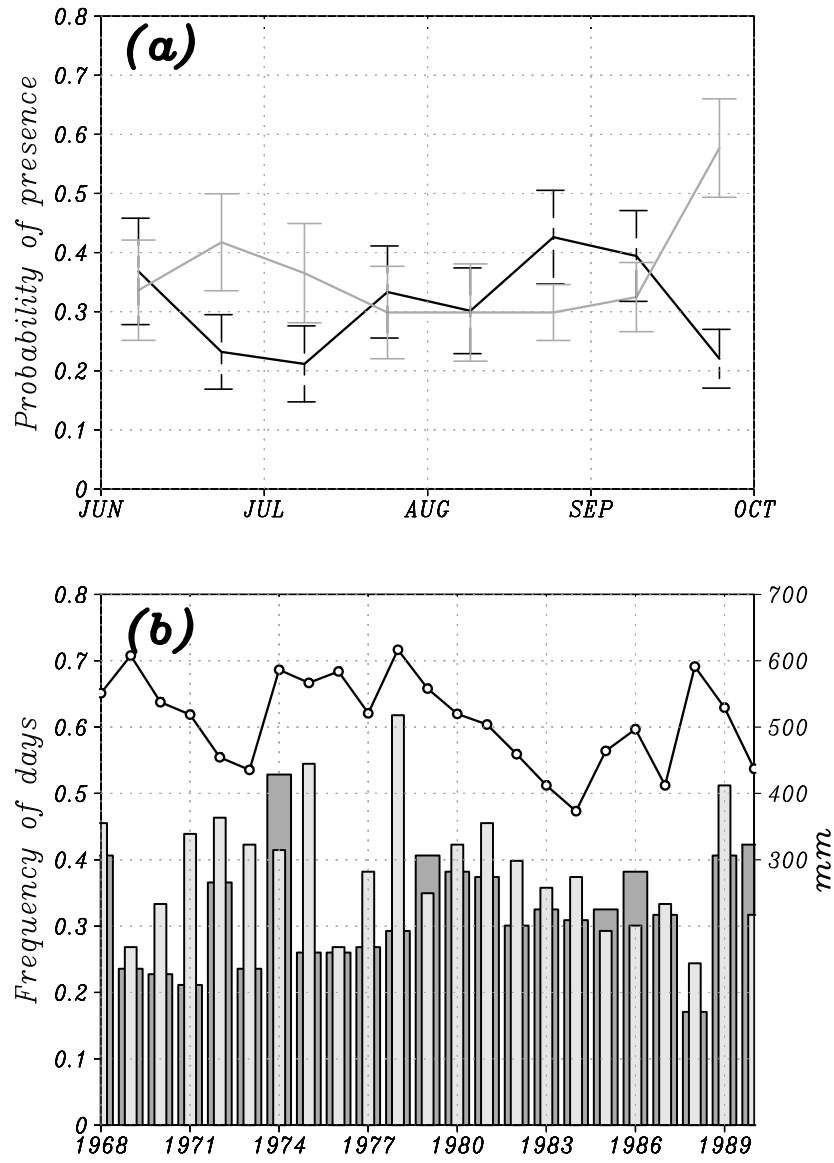 (a)
Probability of presence
0.8
0.7
0.6
0.5
0.4
0.3
0.2
0.1
0
JUN JUL AUG SEP OCT
(b)
Frequency of days
mm
0.8 700
0.7 600
0.6 500
0.5 400
0.4 300
0.3
0.2
0.1
0
1968 1971 1974 1977 1980 1983 1986 1989